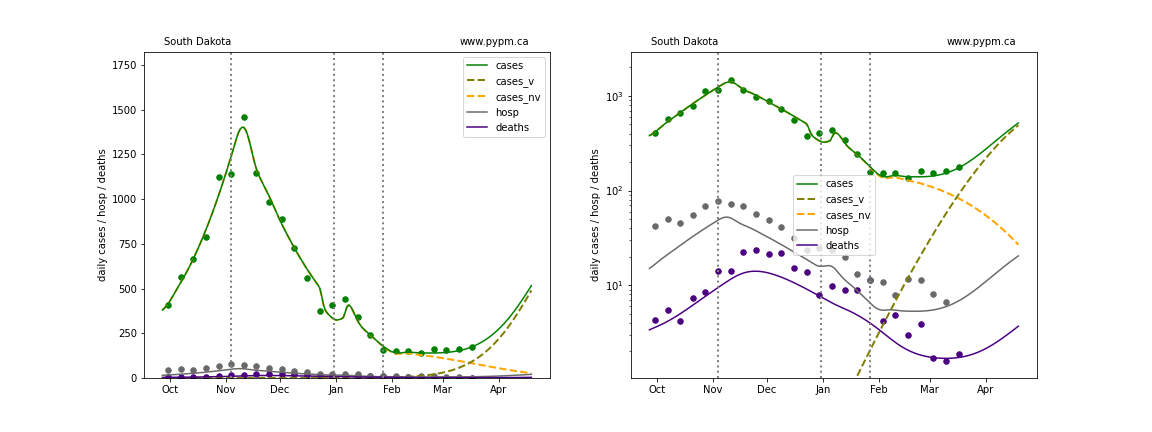 South Dakota www.pypm.ca
daily cases / hosp / deaths
1750
1500
1250
1000
750
500
250
0
Oct Nov Dec Jan Feb Mar Apr
cases
cases_v
cases_nv
hosp
deaths
South Dakota www.pypm.ca
daily cases / hosp / deaths
10³
10²
10¹
Oct Nov Dec Jan Feb Mar Apr
cases
cases_v
cases_nv
hosp
deaths